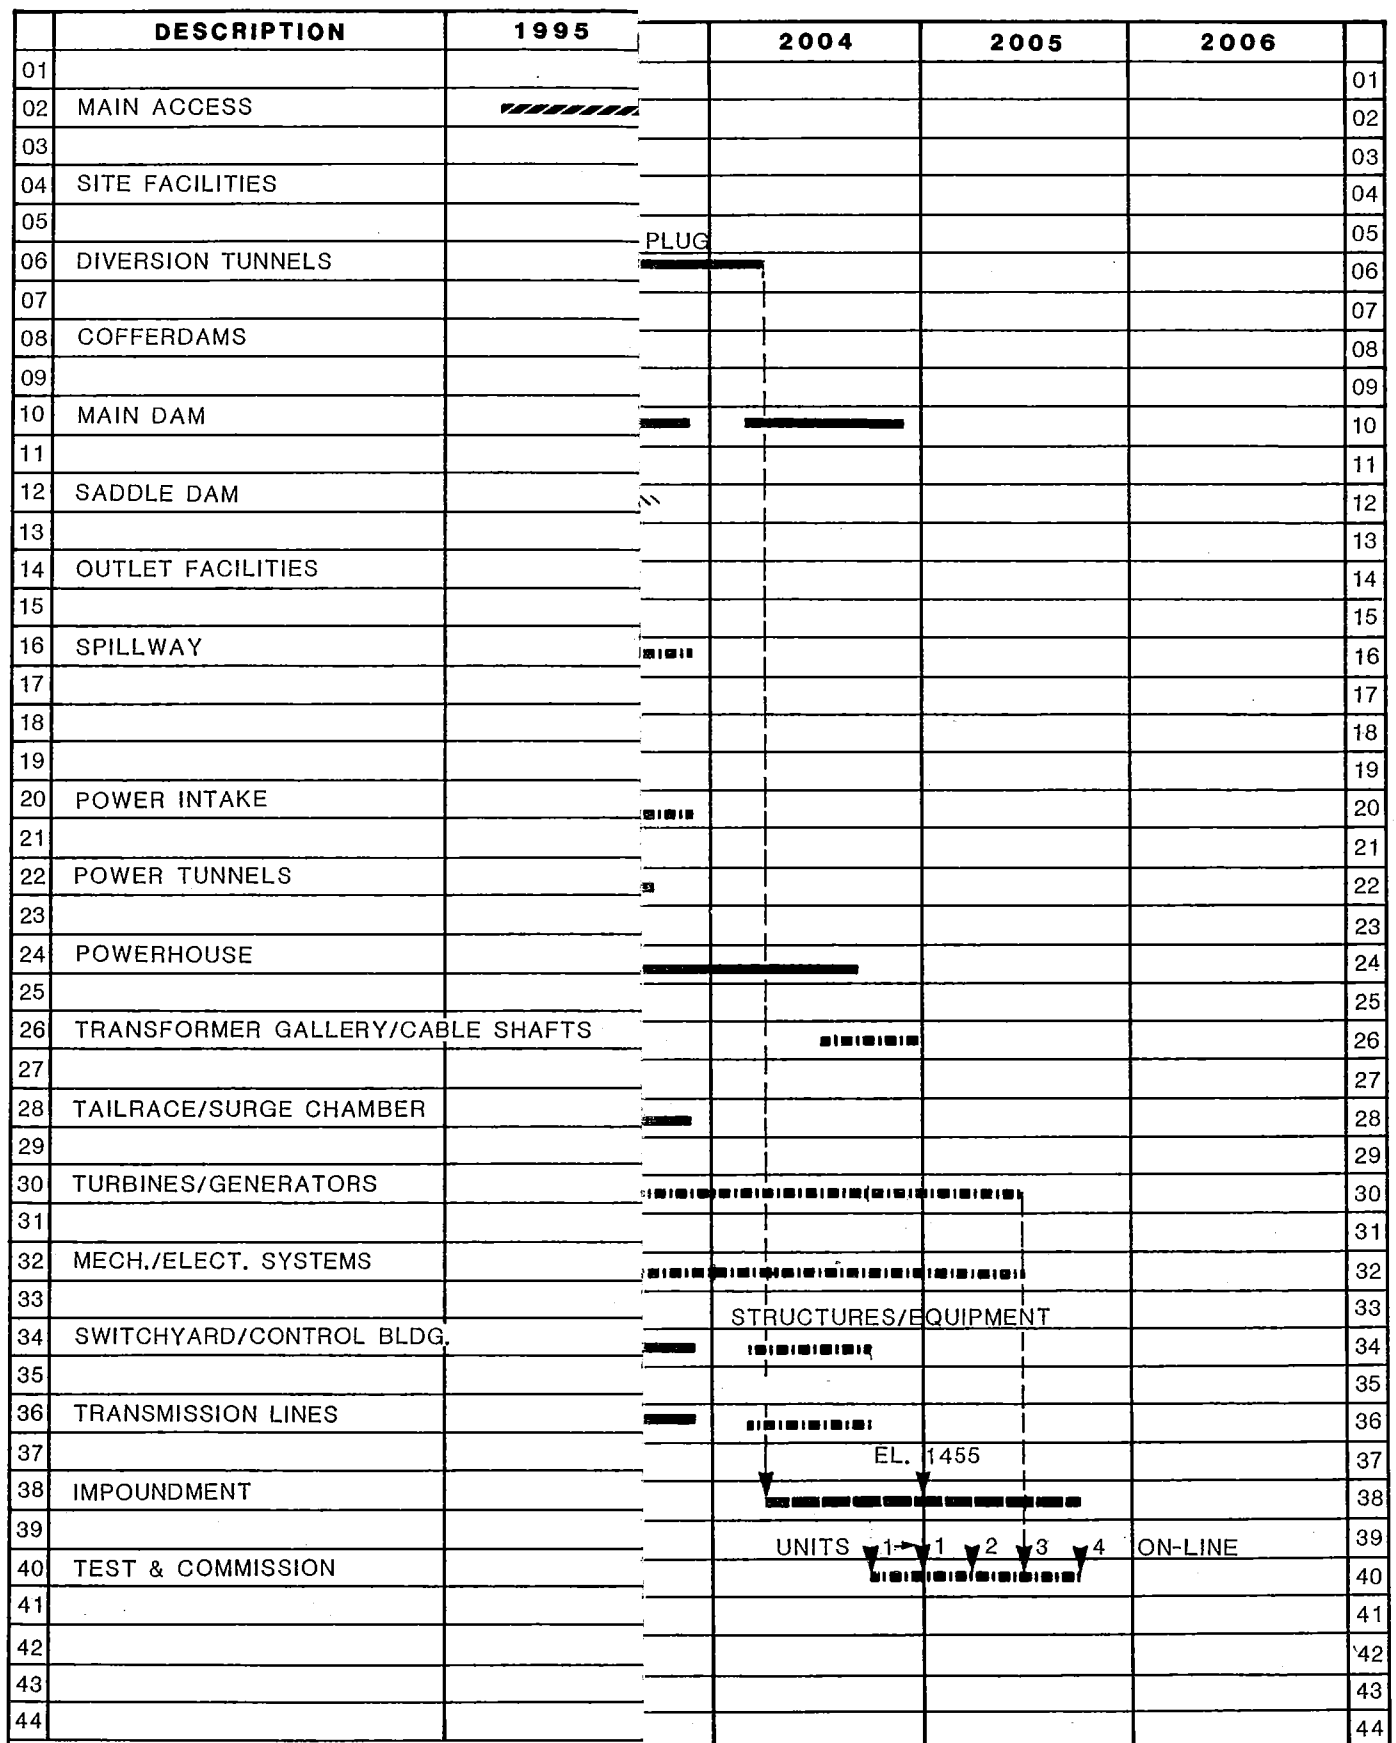 DESCRIPTION 1995 2004 2005 2006
01 01
02 MAIN ACCESS 02
03 03
04 SITE FACILITIES 04
05 05
PLUG
06 DIVERSION TUNNELS 06
07 07
08 COFFERDAMS 08
09 09
10 MAIN DAM 10
11 11
12 SADDLE DAM 12
13 13
14 OUTLET FACILITIES 14
15 15
16 SPILLWAY 16
17 17
18 18
19 19
20 POWER INTAKE 20
21 21
22 POWER TUNNELS 22
23 23
24 POWERHOUSE 24
25 25
26 TRANSFORMER GALLERY/CABLE SHAFTS 26
27 27
28 TAILRACE/SURGE CHAMBER 28
29 29
30 TURBINES/GENERATORS 30
31 31
32 MECH./ELECT. SYSTEMS 32
33 33
STRUCTURES/EQUIPMENT
34 SWITCHYARD/CONTROL BLDG. 34
35 35
36 TRANSMISSION LINES 36
37 EL. 1455 37
38 IMPOUNDMENT 38
39 39
UNITS 1 1 2 3 4 ON-LINE
40 TEST & COMMISSION 40
41 41
42 42
43 43
44 44